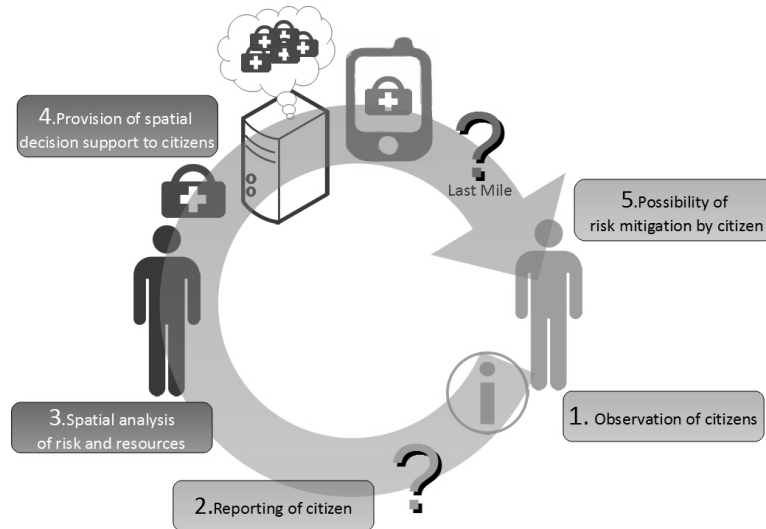 4.Provision of spatial
decision support to citizens
Last Mile
5.Possibility of
risk mitigation by citizen
3.Spatial analysis
of risk and resources
1. Observation of citizens
2.Reporting of citizen